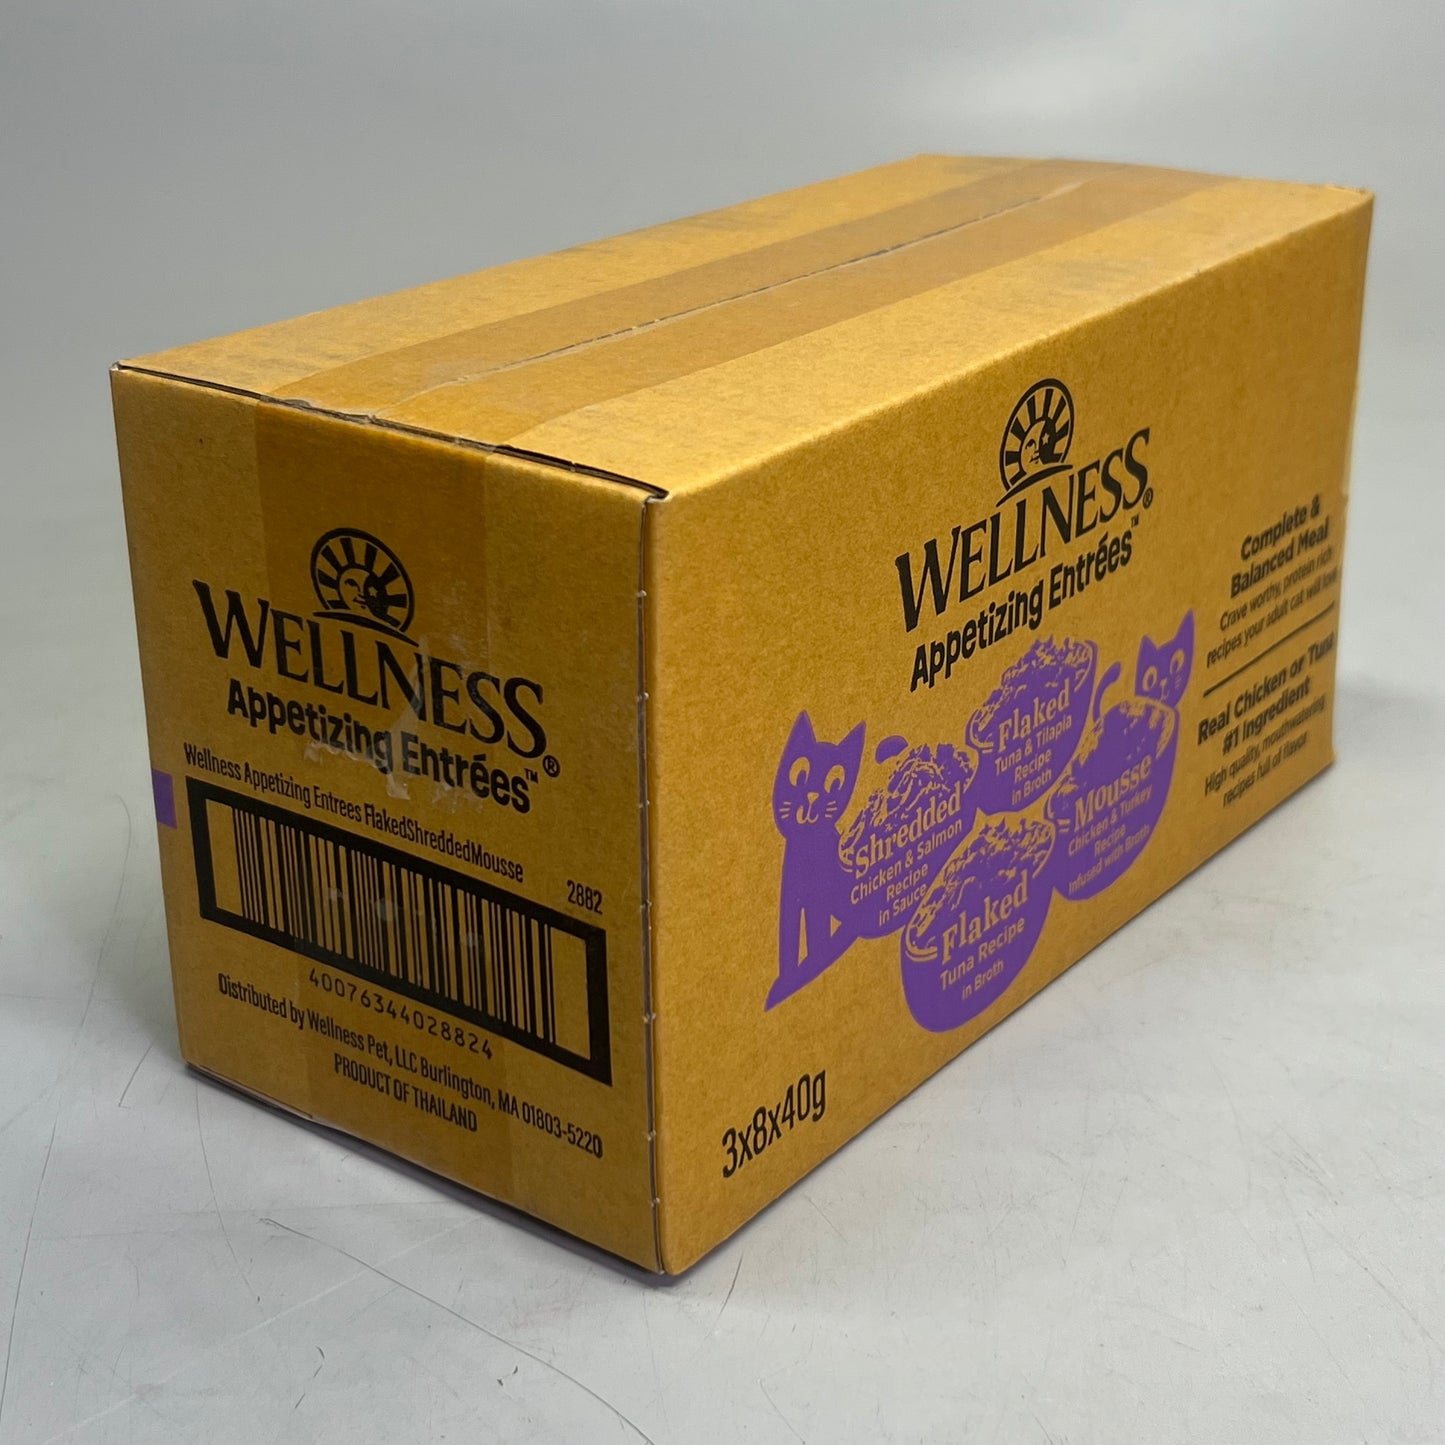 WELLNESS®
Appetizing Entrées™
Wellness Appetizing Entrees FlakedShreddedMousse
2882
40076344028824
Distributed by Wellness Pet, LLC Burlington, MA 01803-5220
PRODUCT OF THAILAND
WELLNESS®
Appetizing Entrées™
Flaked
Tuna & Tilapia
Recipe
in Broth
Shredded
Chicken & Salmon
Recipe
in Sauce
Mousse
Chicken & Turkey
Recipe
Infused with Broth
Flaked
Tuna Recipe
in Broth
3x8x40g
Complete &
Balanced Meal
Crave worthy, protein rich
recipes your adult cat will love
Real Chicken or Tuna
#1 Ingredient
High quality, mouthwatering
recipes full of flavor